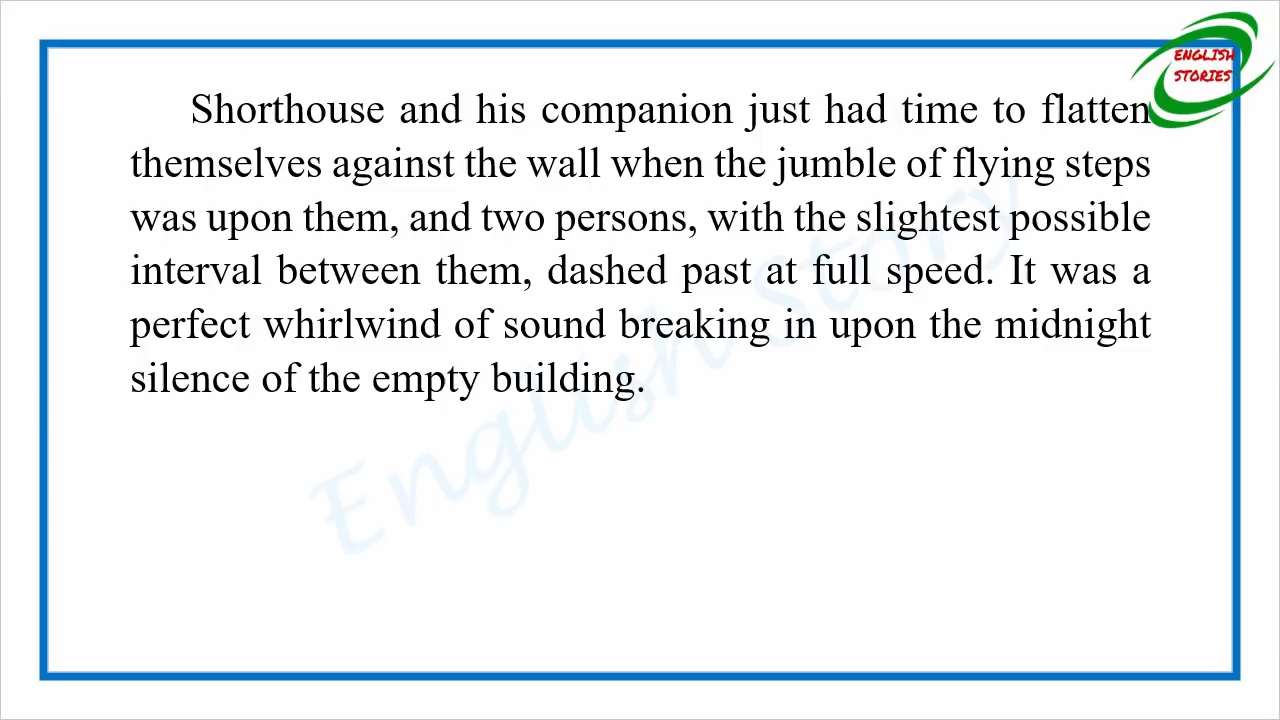 ENGLISH
STORIES
Shorthouse and his companion just had time to flatten
themselves against the wall when the jumble of flying steps
was upon them, and two persons, with the slightest possible
interval between them, dashed past at full speed. It was a
perfect whirlwind of sound breaking in upon the midnight
silence of the empty building.
English Story